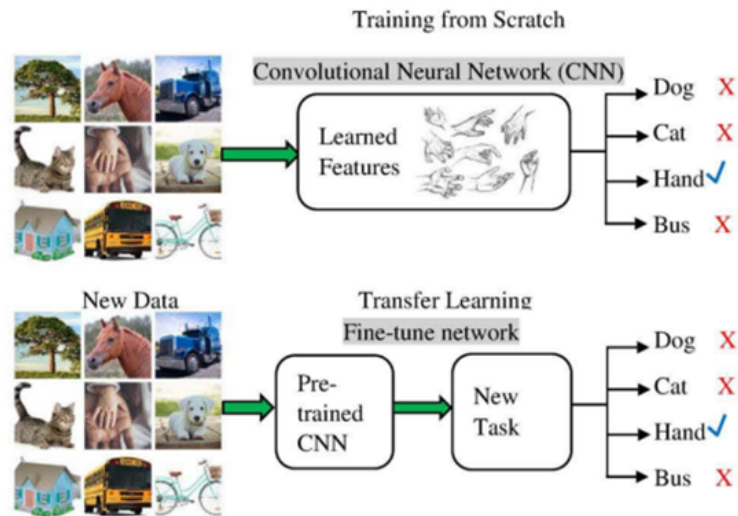 Training from Scratch
Convolutional Neural Network (CNN)
Learned
Features
Dog X
Cat X
Hand ✓
Bus X
New Data
Transfer Learning
Fine-tune network
Pre-
trained
CNN
New
Task
Dog X
Cat X
Hand ✓
Bus X